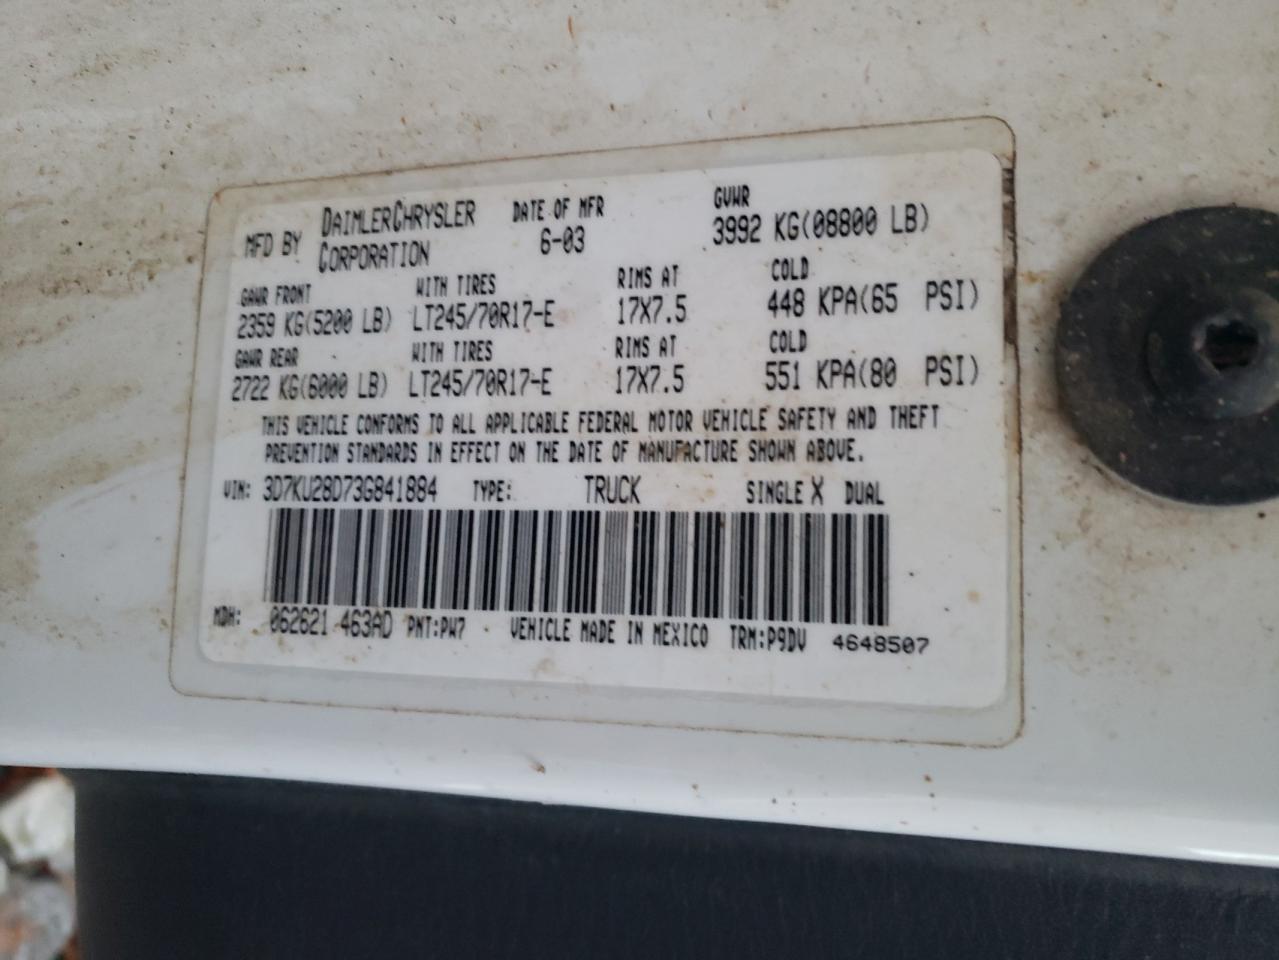 MFD BY DAIMLERCHRYSLER CORPORATION DATE OF MFR 6-03 GVWR 3992 KG(08800 LB)
GAWR FRONT WITH TIRES RIMS AT COLD
2359 KG(5200 LB) LT245/70R17-E 17X7.5 448 KPA(65 PSI)
GAWR REAR WITH TIRES RIMS AT COLD
2722 KG(6000 LB) LT245/70R17-E 17X7.5 551 KPA(80 PSI)
THIS VEHICLE CONFORMS TO ALL APPLICABLE FEDERAL MOTOR VEHICLE SAFETY AND THEFT
PREVENTION STANDARDS IN EFFECT ON THE DATE OF MANUFACTURE SHOWN ABOVE.
VIN: 3D7KU28D73G841884 TYPE: TRUCK SINGLE X DUAL
MDH: 062621 463AD PNT:PW7 VEHICLE MADE IN MEXICO TRM:P9DV 4648507